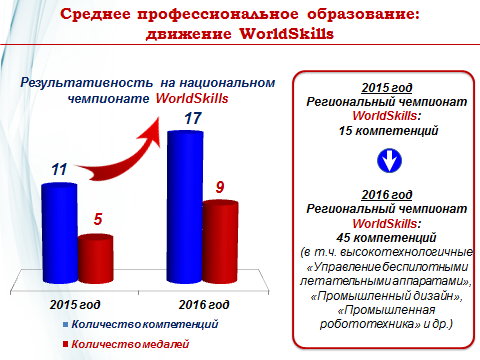 Среднее профессиональное образование:
движение WorldSkills
Результативность на национальном
чемпионате WorldSkills
17
11
9
5
2015 год
2016 год
Количество компетенций
Количество медалей
2015 год
Региональный чемпионат
WorldSkills:
15 компетенций
2016 год
Региональный чемпионат
WorldSkills:
45 компетенций
(в т.ч. высокотехнологичные
«Управление беспилотными
летательными аппаратами»,
«Промышленный дизайн»,
«Промышленная
робототехника» и др.)